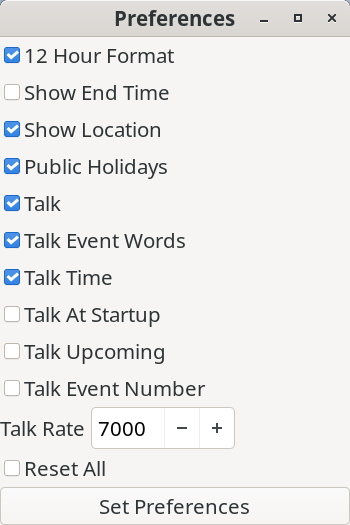 Preferences
12 Hour Format
Show End Time
Show Location
Public Holidays
Talk
Talk Event Words
Talk Time
Talk At Startup
Talk Upcoming
Talk Event Number
Talk Rate 7000 − +
Reset All
Set Preferences